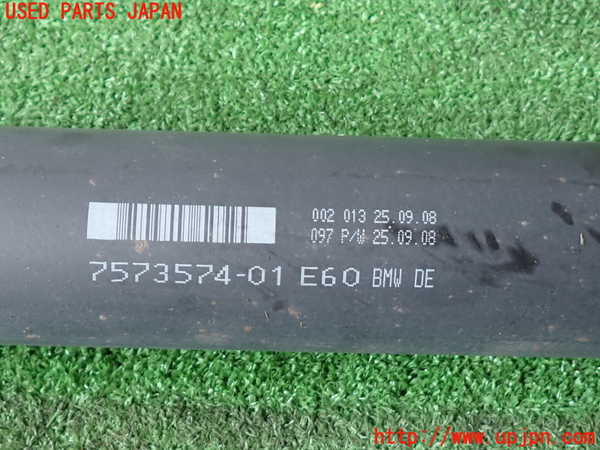 USED PARTS JAPAN
002 013 25.09.08
097 P/W 25.09.08
7573574-01 E60 BMW DE
http://www.upjpn.com/